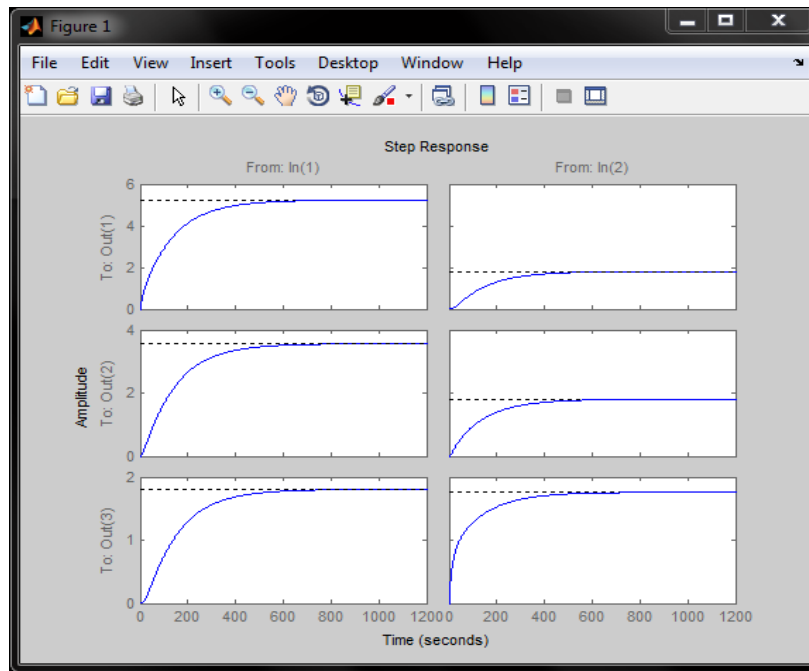 Figure 1
File Edit View Insert Tools Desktop Window Help
Step Response
From: In(1) From: In(2)
To: Out(1)
6
4
2
0
Amplitude
To: Out(2)
4
2
0
To: Out(3)
2
1
0
0 200 400 600 800 1000 1200 0 200 400 600 800 1000 1200
Time (seconds)